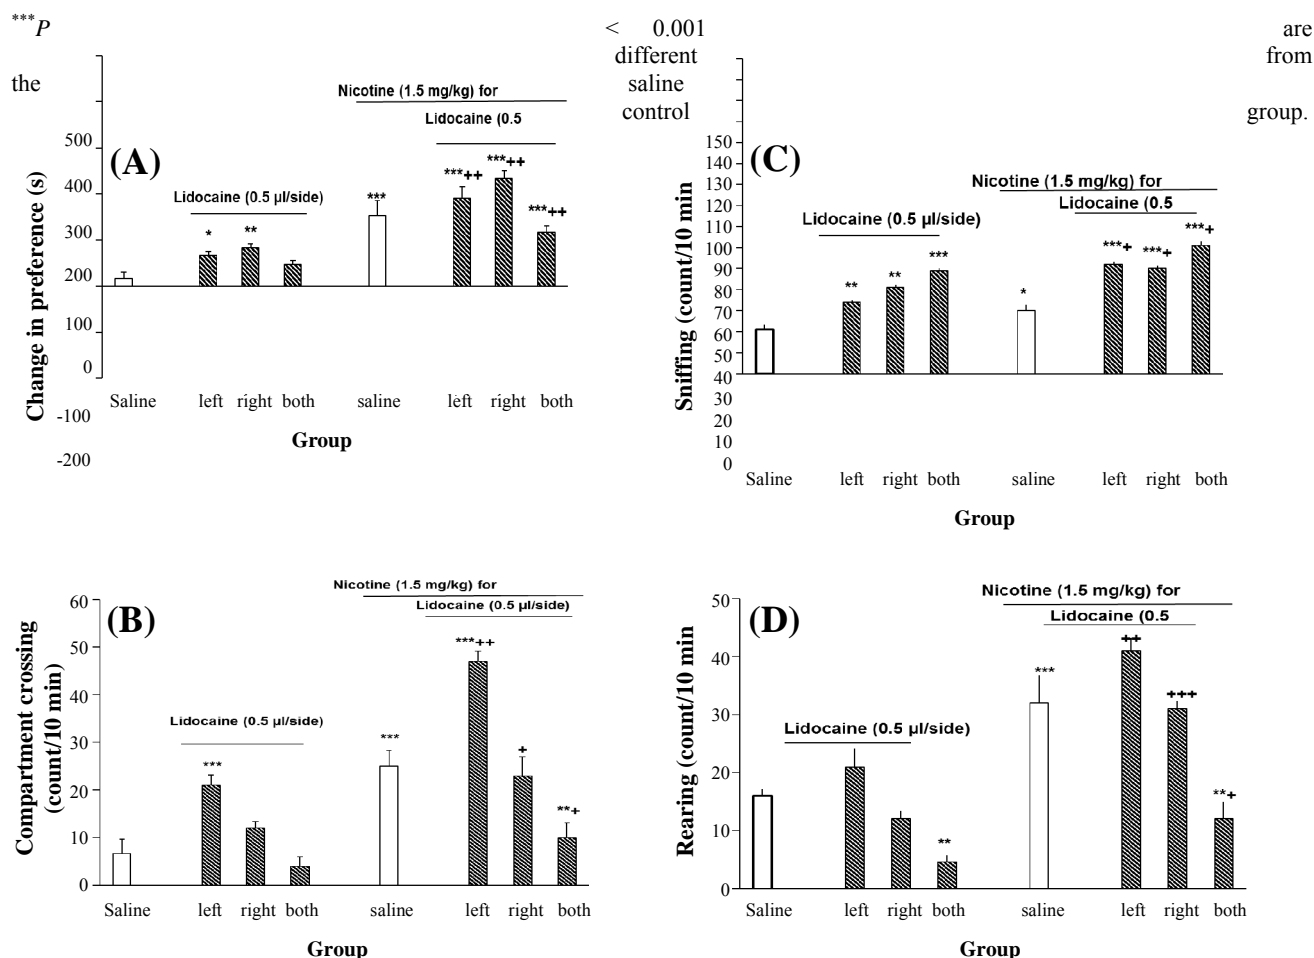 ***P < 0.001 are
different from
the saline
control group.
Nicotine (1.5 mg/kg) for
Lidocaine (0.5
(A)
Lidocaine (0.5 µl/side)
***++
***++
***
***++
*
**
500
400
300
200
100
0
-100
-200
Change in preference (s)
Saline left right both saline left right both
Group
(C)
Nicotine (1.5 mg/kg) for
Lidocaine (0.5
Lidocaine (0.5 µl/side)
**
**
***
*
***+
***+
***+
150
140
130
120
110
100
90
80
70
60
50
40
30
20
10
0
Sniffing (count/10 min
Saline left right both saline left right both
Group
Nicotine (1.5 mg/kg) for
Lidocaine (0.5 µl/side)
(B)
Lidocaine (0.5 µl/side)
***
***
***++
+
**+
60
50
40
30
20
10
0
Compartment crossing
(count/10 min)
Saline left right both saline left right both
Group
Nicotine (1.5 mg/kg) for
Lidocaine (0.5
(D)
Lidocaine (0.5 µl/side)
**
***
++
+++
**+
50
40
30
20
10
0
Rearing (count/10 min
Saline left right both saline left right both
Group